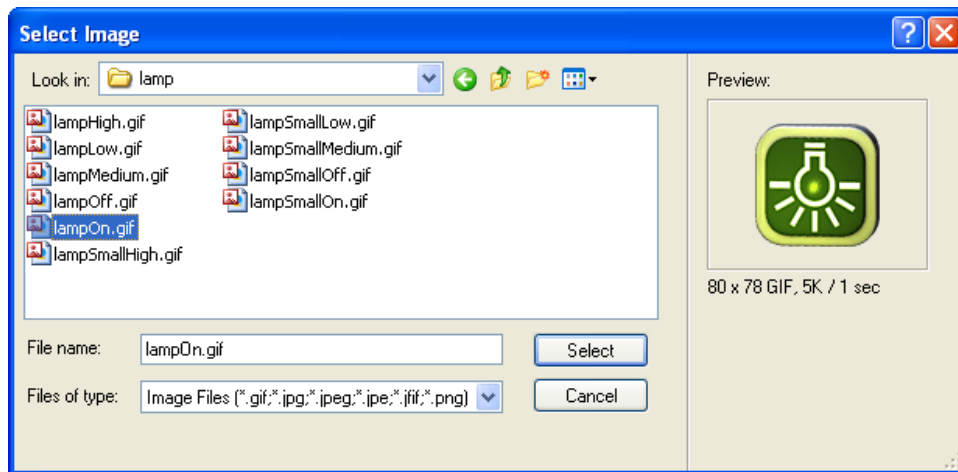 Select Image
Look in: lamp
Preview:
lampHigh.gif lampSmallLow.gif
lampLow.gif lampSmallMedium.gif
lampMedium.gif lampSmallOff.gif
lampOff.gif lampSmallOn.gif
lampOn.gif
lampSmallHigh.gif
80 x 78 GIF, 5K / 1 sec
File name: lampOn.gif Select
Files of type: Image Files (*.gif;*.jpg;*.jpeg;*.jpe;*.jfif;*.png) Cancel